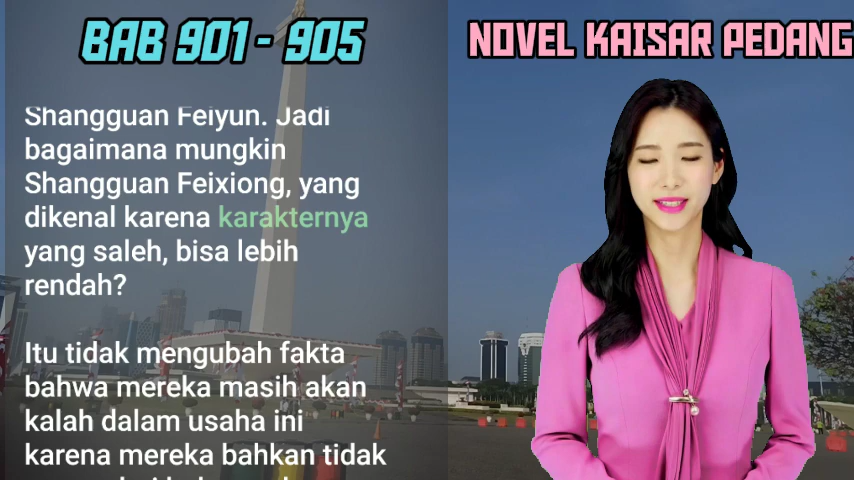 BAB 901 - 905
NOVEL KAISAR PEDANG
Shangguan Feiyun. Jadi
bagaimana mungkin
Shangguan Feixiong, yang
dikenal karena karakternya
yang saleh, bisa lebih
rendah?
Itu tidak mengubah fakta
bahwa mereka masih akan
kalah dalam usaha ini
karena mereka bahkan tidak